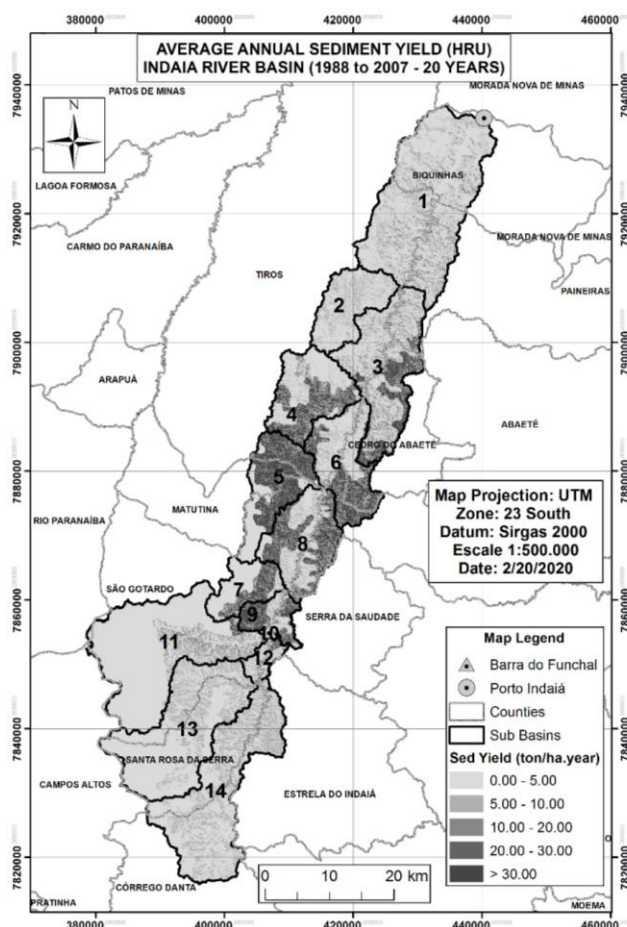 380000 400000 420000 440000 460000
AVERAGE ANNUAL SEDIMENT YIELD (HRU)
INDAIA RIVER BASIN (1988 to 2007 - 20 YEARS)
PATOS DE MINAS
MORADA NOVA DE MINAS
7940000
7940000
N
BIQUINHAS
LAGOA FORMOSA
1
7920000
7920000
CARMO DO PARANAÍBA
MORADA NOVA DE MINAS
TIROS
PAINEIRAS
2
7900000
7900000
3
ARAPUÁ
4
ABAETÉ
CEDRO DO ABAETÉ
6
7880000
7880000
5
MATUTINA
Map Projection: UTM
Zone: 23 South
Datum: Sirgas 2000
Escale 1:500.000
Date: 2/20/2020
RIO PARANAÍBA
8
SÃO GOTARDO
7
7860000
7860000
9
SERRA DA SAUDADE
10
11
12
Map Legend
Barra do Funchal
Porto Indaiá
Counties
Sub Basins
Sed Yield (ton/ha.year)
0.00 - 5.00
5.00 - 10.00
10.00 - 20.00
20.00 - 30.00
> 30.00
7840000
7840000
13
SANTA ROSA DA SERRA
CAMPOS ALTOS
14
ESTRELA DO INDAIÁ
7820000
7820000
0 10 20 km
CÓRREGO DANTA
PRATINHA
MOEMA
380000 400000 420000 440000 460000